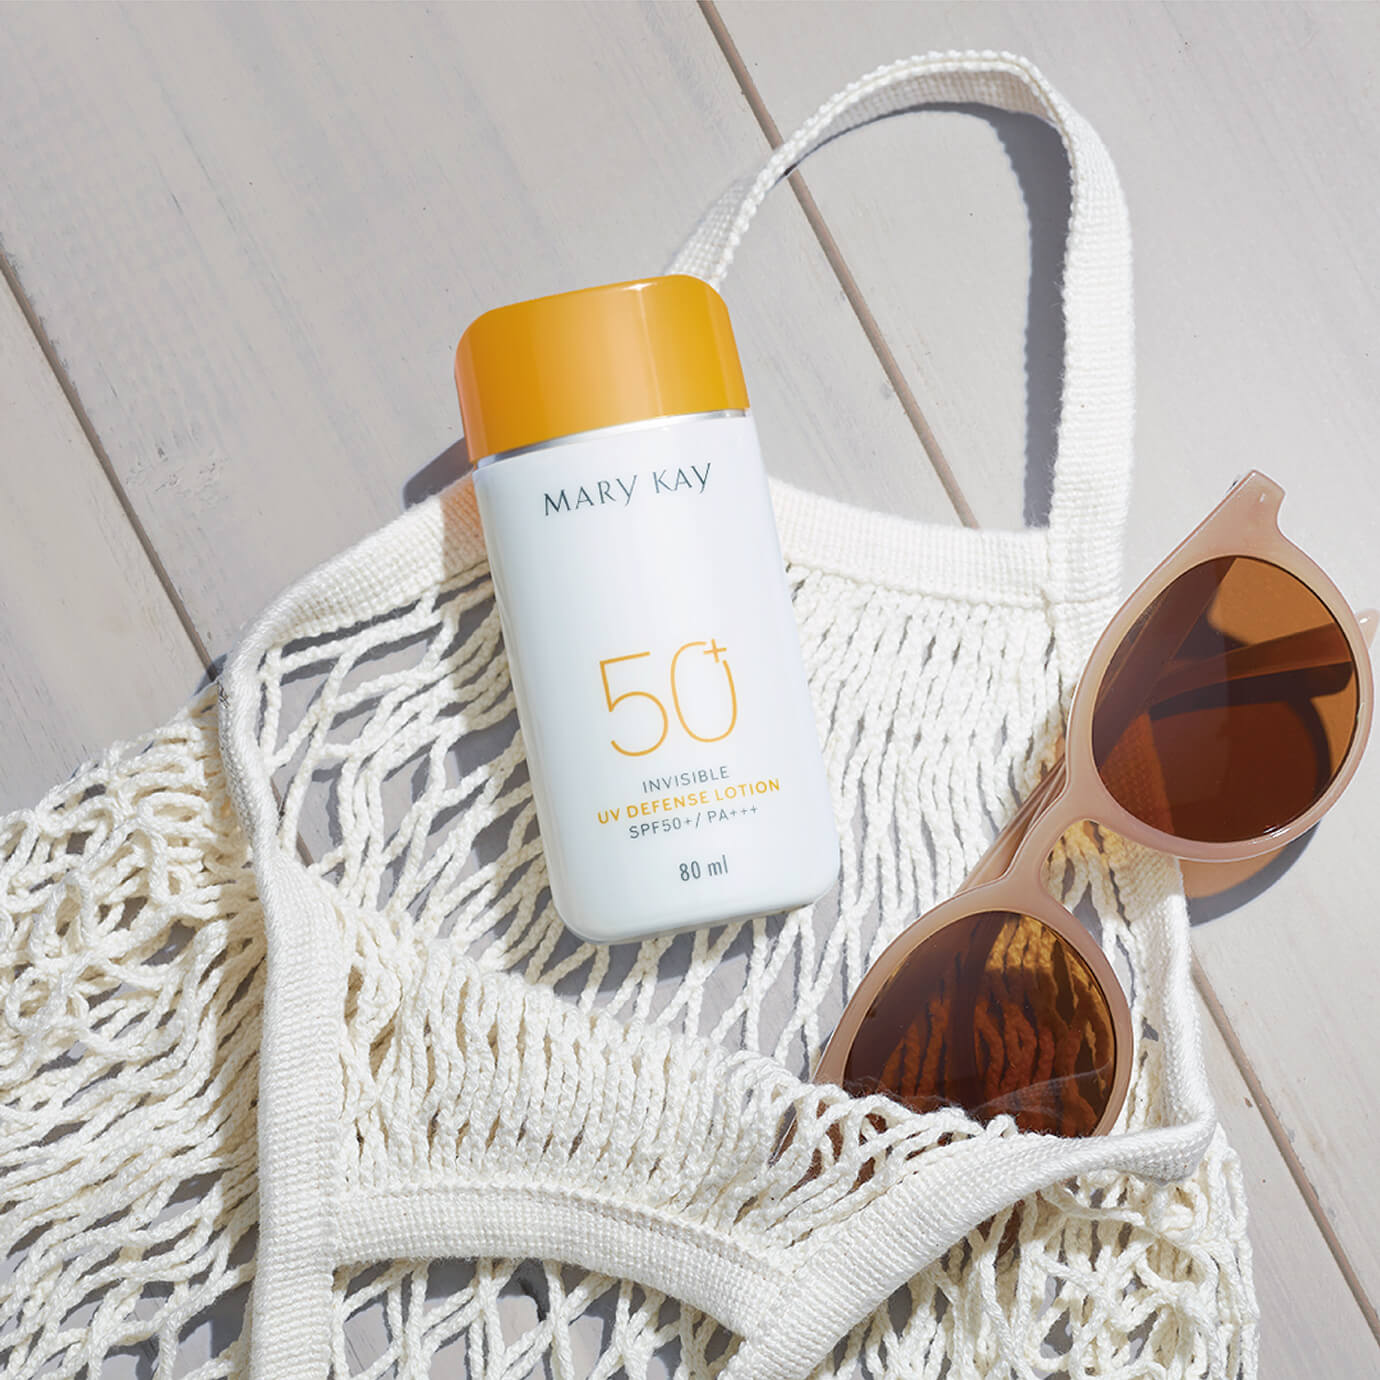 MARY KAY
50+
INVISIBLE
UV DEFENSE LOTION
SPF50+/ PA+++
80 ml